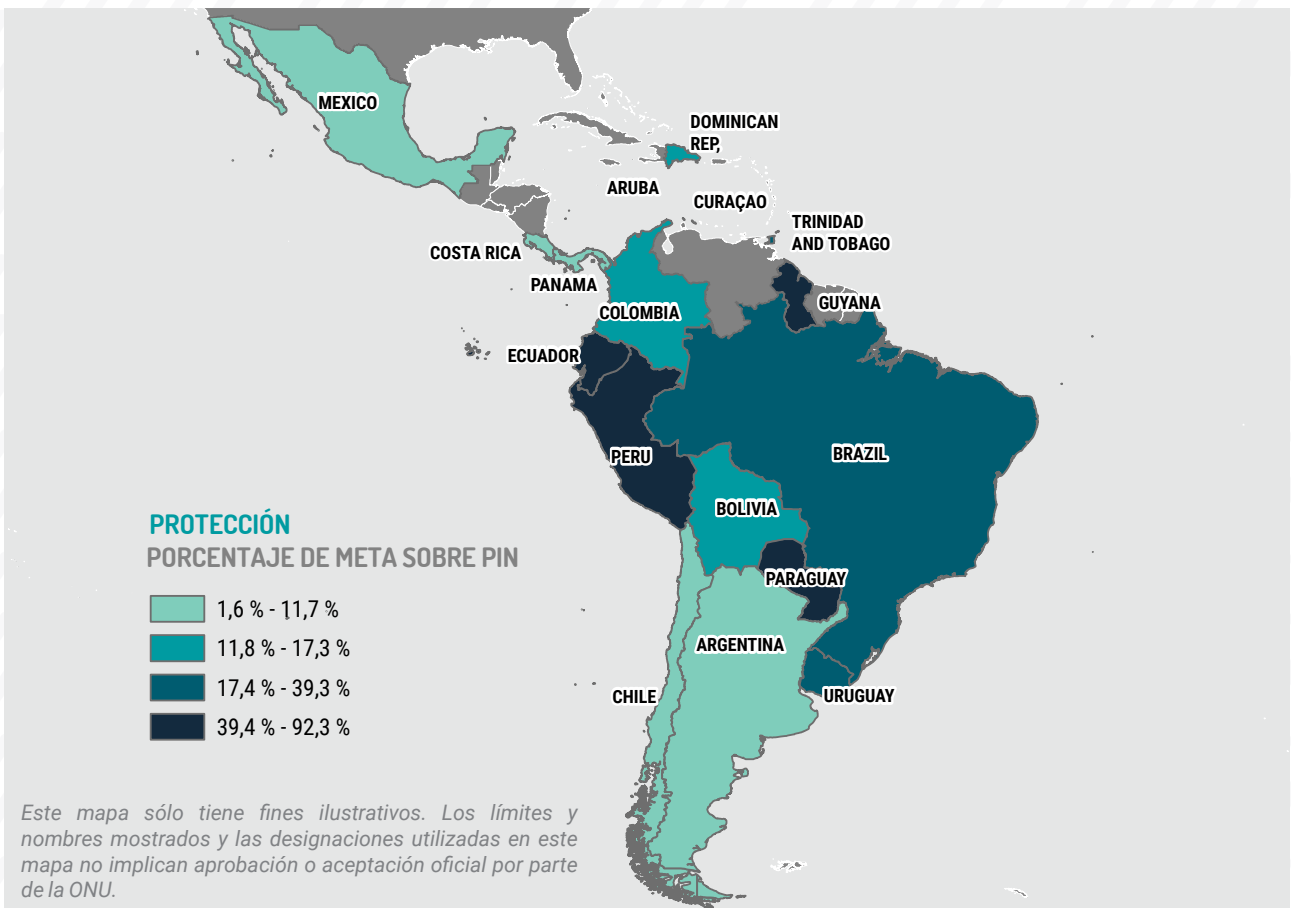 MEXICO
DOMINICAN
REP,
ARUBA
CURAÇAO
TRINIDAD
AND TOBAGO
COSTA RICA
PANAMA
GUYANA
COLOMBIA
ECUADOR
PERU
BRAZIL
BOLIVIA
PARAGUAY
ARGENTINA
CHILE
URUGUAY
PROTECCIÓN
PORCENTAJE DE META SOBRE PIN
1,6 % - 11,7 %
11,8 % - 17,3 %
17,4 % - 39,3 %
39,4 % - 92,3 %
Este mapa sólo tiene fines ilustrativos. Los límites y
nombres mostrados y las designaciones utilizadas en este
mapa no implican aprobación o aceptación oficial por parte
de la ONU.